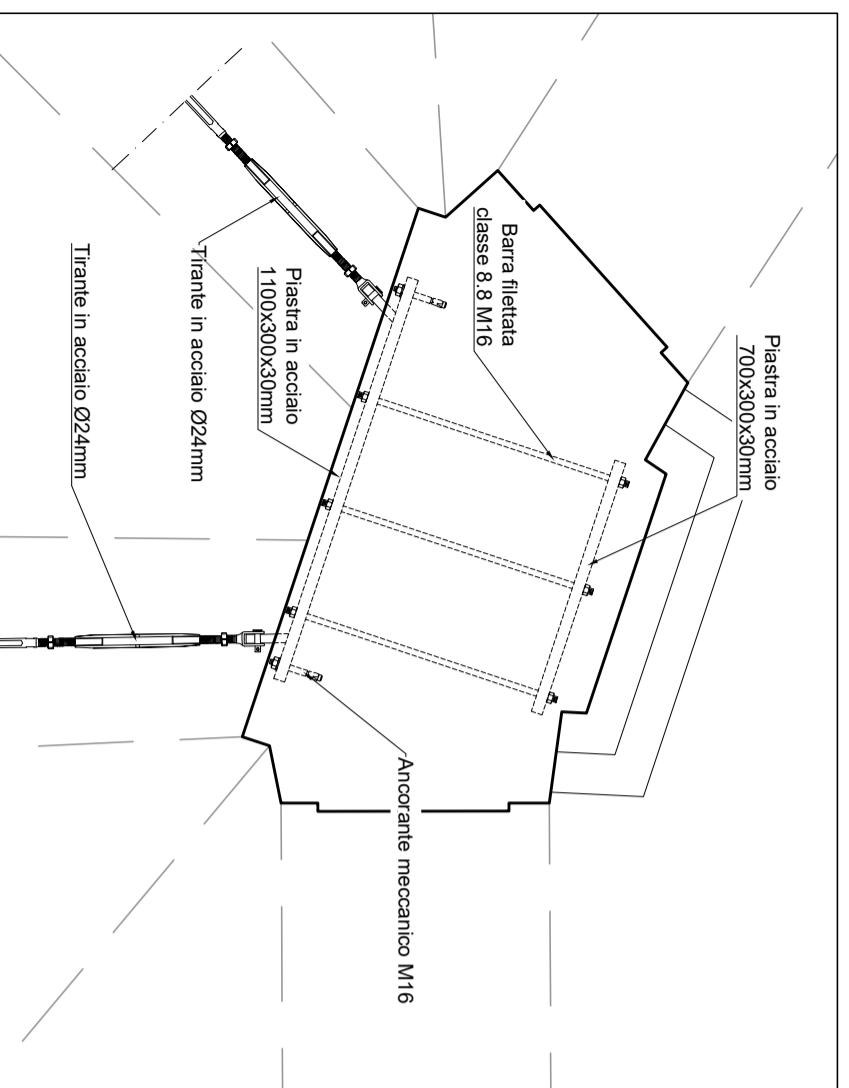 Piastra in acciaio
700x300x30mm
Barra filettata
classe 8.8 M16
Ancorante meccanico M16
Piastra in acciaio
1100x300x30mm
Tirante in acciaio Ø24mm
Tirante in acciaio Ø24mm